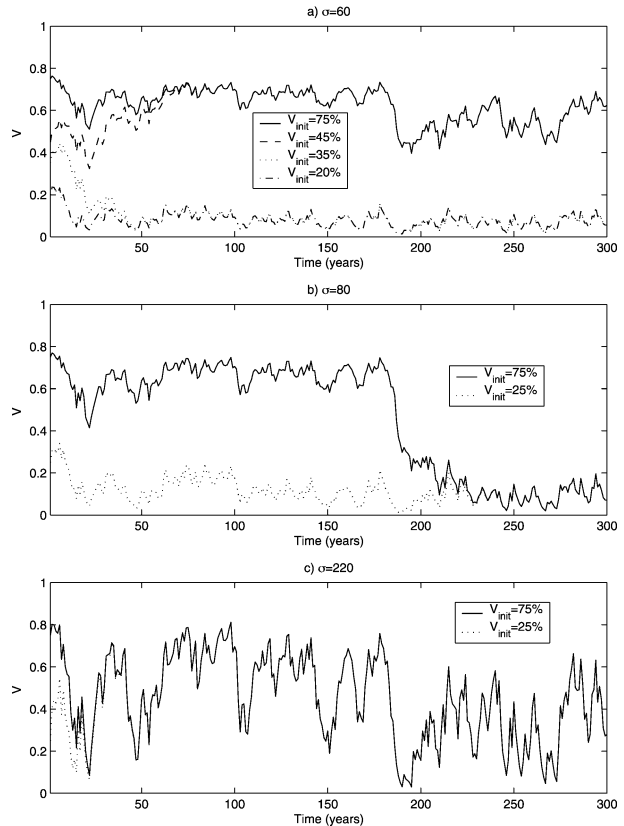 a) σ=60
1
0.8
0.6
V
0.4
0.2
0
V_init=75%
V_init=45%
V_init=35%
V_init=20%
50 100 150 200 250 300
Time (years)
b) σ=80
1
0.8
0.6
V
0.4
0.2
0
V_init=75%
V_init=25%
50 100 150 200 250 300
Time (years)
c) σ=220
1
0.8
0.6
V
0.4
0.2
0
V_init=75%
V_init=25%
50 100 150 200 250 300
Time (years)